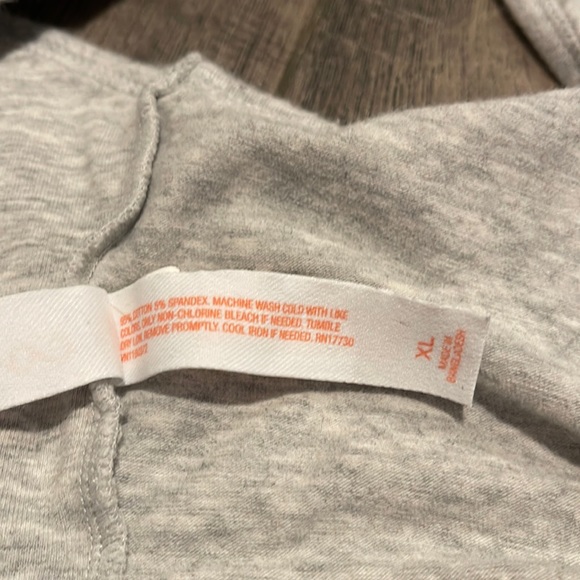 COTTON 5% SPANDEX. MACHINE WASH COLD WITH LIKE
COLORS. ONLY NON-CHLORINE BLEACH IF NEEDED. TUMBLE
DRY LOW. REMOVE PROMPTLY. COOL IRON IF NEEDED. RN17730
XL
MADE IN
BANGLADESH